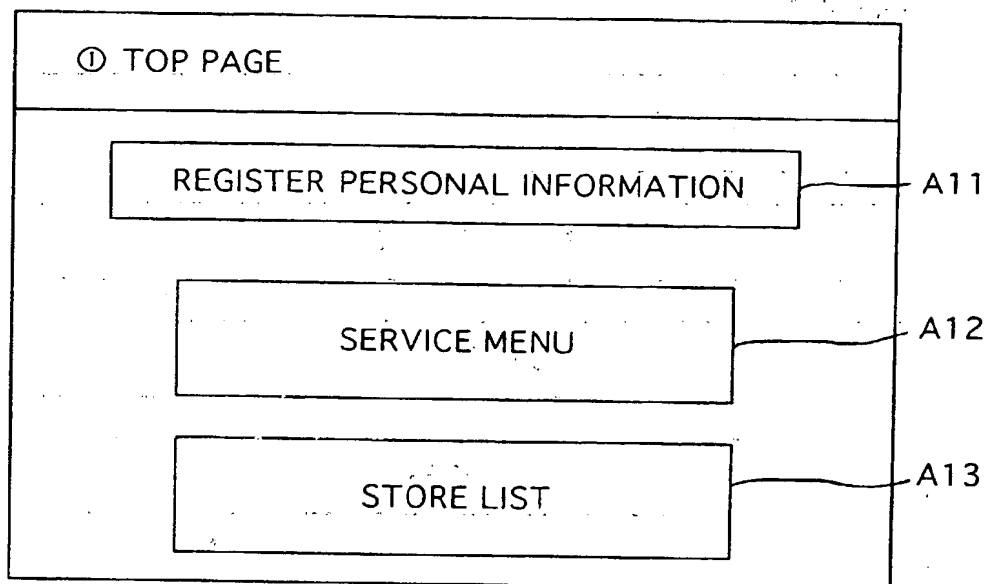 ① TOP PAGE
REGISTER PERSONAL INFORMATION A11
SERVICE MENU A12
STORE LIST A13